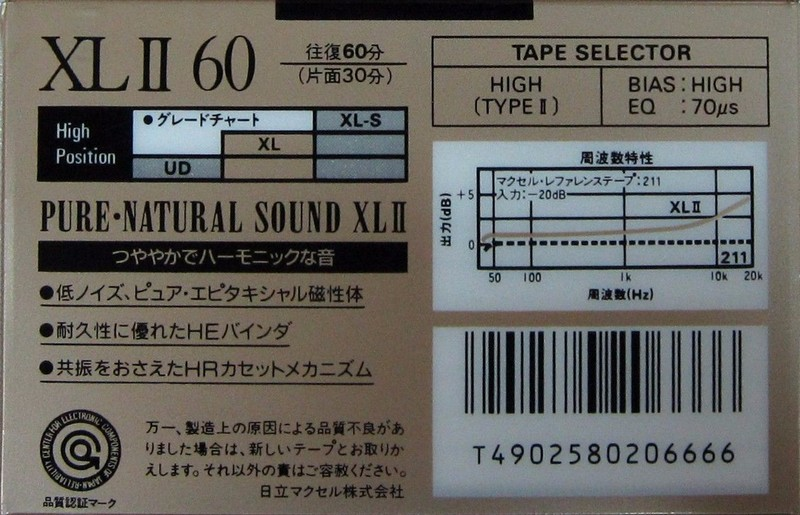 XL II 60
往復60分
(片面30分)
High
Position
●グレードチャート
XL-S
XL
UD
PURE・NATURAL SOUND XL II
つややかでハーモニックな音
●低ノイズ、ピュア・エピタキシャル磁性体
●耐久性に優れたHEバインダ
●共振をおさえたHRカセットメカニズム
RELIABILITY CENTER FOR ELECTRONIC COMPONENTS OF JAPAN
品質認証マーク
万一、製造上の原因による品質不良があ
りました場合は、新しいテープとお取りか
えします。それ以外の責はご容赦ください。
日立マクセル株式会社
TAPE SELECTOR
HIGH
(TYPE II)
BIAS:HIGH
EQ :70μs
周波数特性
マクセル・レファレンステープ:211
入力:-20dB
XL II
出力(dB)
+5
0
211
50 100 1k 10k 20k
周波数(Hz)
T4902580206666